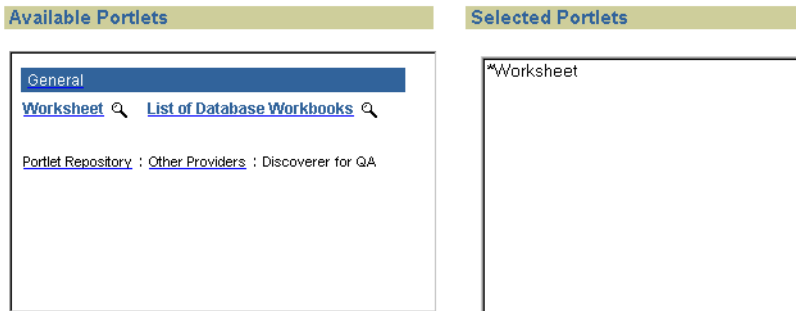 Available Portlets
Selected Portlets
General
Worksheet List of Database Workbooks
Portlet Repository : Other Providers : Discoverer for QA
*Worksheet